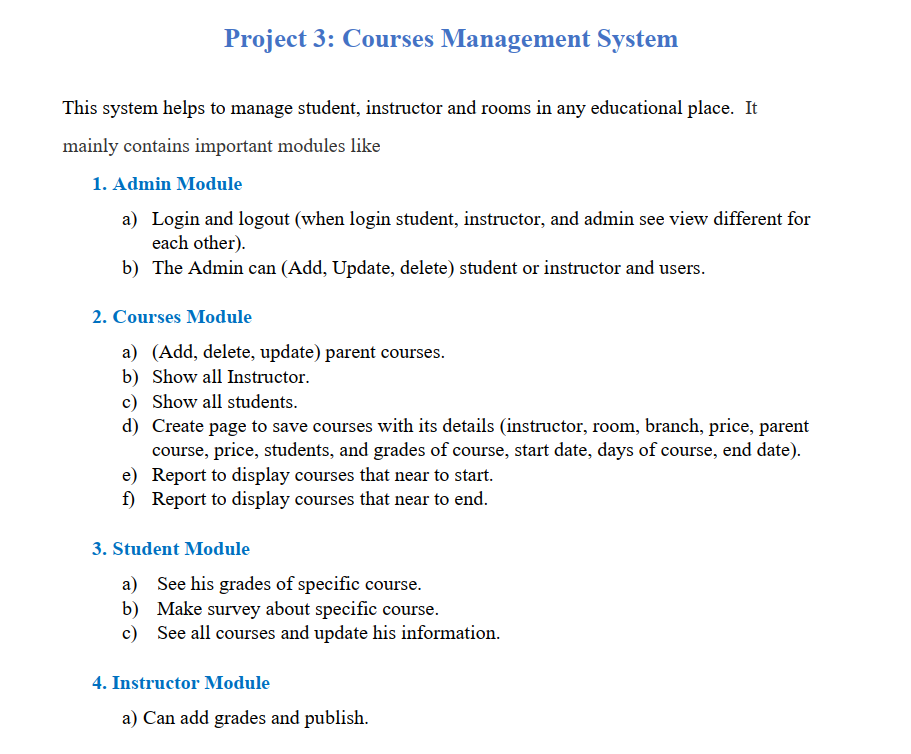 Project 3: Courses Management System
This system helps to manage student, instructor and rooms in any educational place. It
mainly contains important modules like
1. Admin Module
a) Login and logout (when login student, instructor, and admin see view different for
each other).
b) The Admin can (Add, Update, delete) student or instructor and users.
2. Courses Module
a) (Add, delete, update) parent courses.
b) Show all Instructor.
c) Show all students.
d) Create page to save courses with its details (instructor, room, branch, price, parent
course, price, students, and grades of course, start date, days of course, end date).
e) Report to display courses that near to start.
f) Report to display courses that near to end.
3. Student Module
a) See his grades of specific course.
b) Make survey about specific course.
c) See all courses and update his information.
4. Instructor Module
a) Can add grades and publish.